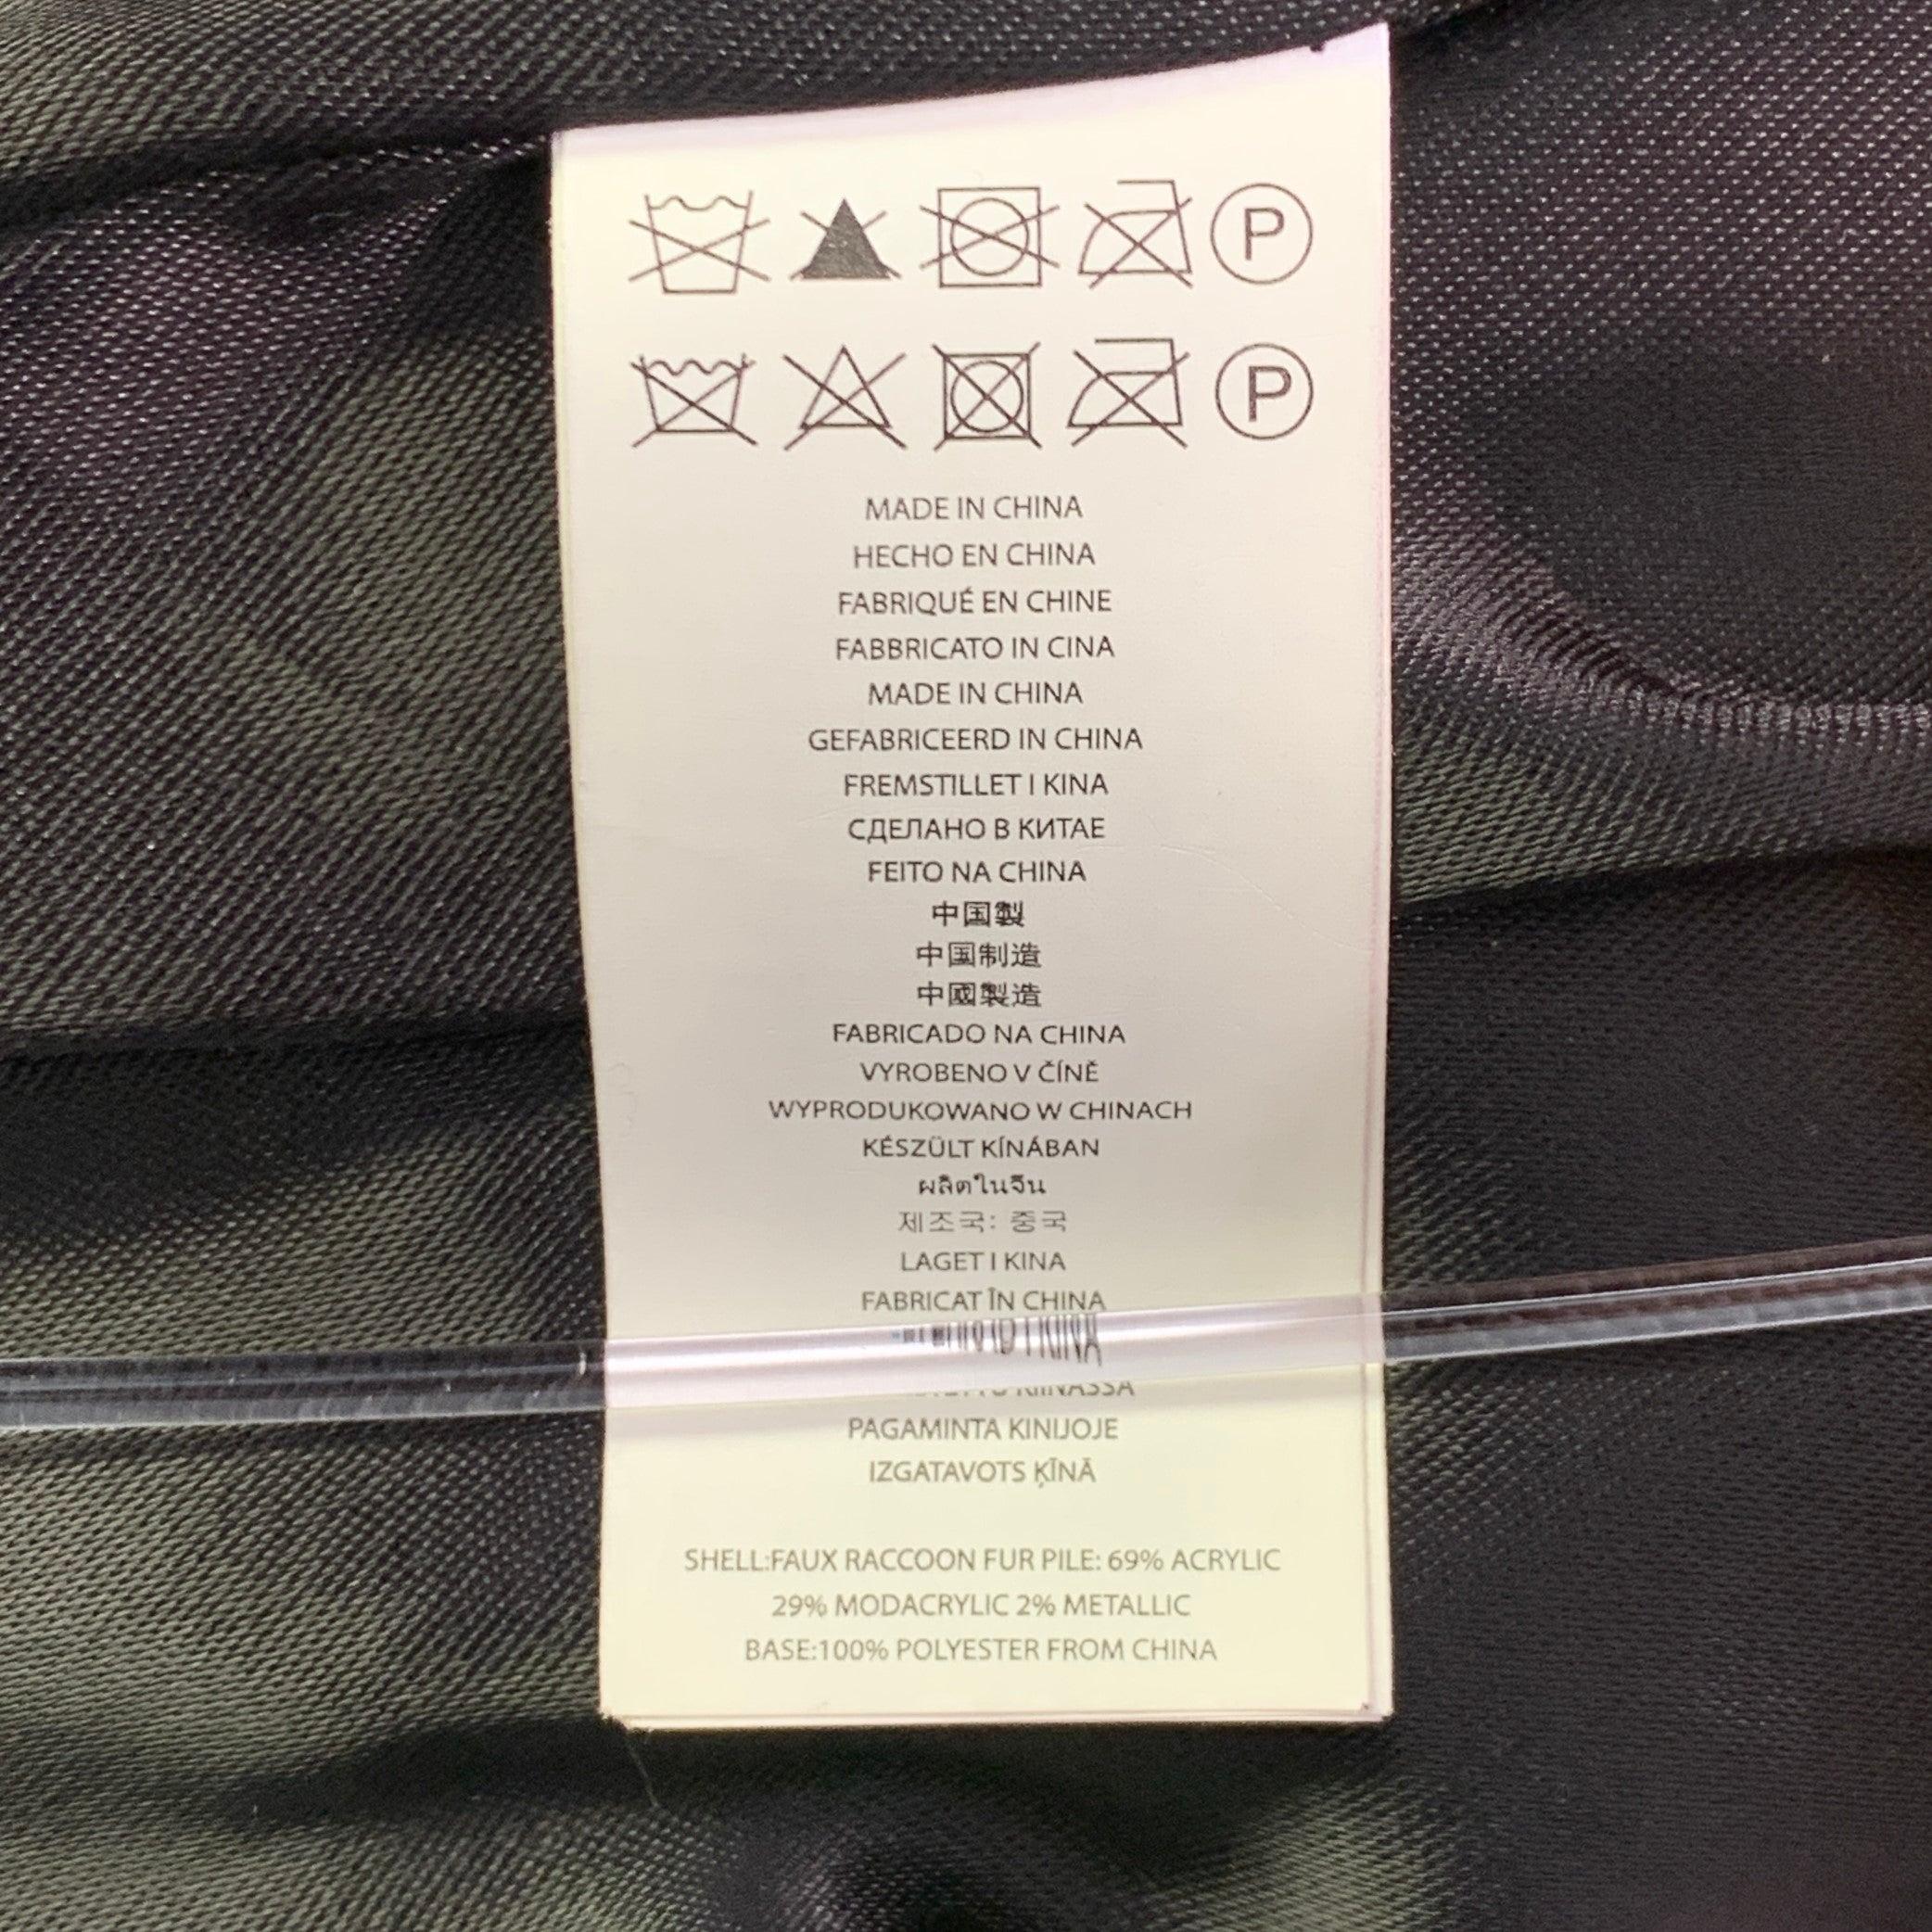 P
P
MADE IN CHINA
HECHO EN CHINA
FABRIQUÉ EN CHINE
FABBRICATO IN CINA
MADE IN CHINA
GEFABRICEERD IN CHINA
FREMSTILLET I KINA
СДЕЛАНО В КИТАЕ
FEITO NA CHINA
中国製
中国制造
中國製造
FABRICADO NA CHINA
VYROBENO V ČÍNĚ
WYPRODUKOWANO W CHINACH
KÉSZÜLT KÍNÁBAN
ผลิตในจีน
제조국: 중국
LAGET I KINA
FABRICAT ÎN CHINA
I KINA
KIINASSA
PAGAMINTA KINIJOJE
IZGATAVOTS ĶĪNĀ
SHELL:FAUX RACCOON FUR PILE: 69% ACRYLIC
29% MODACRYLIC 2% METALLIC
BASE:100% POLYESTER FROM CHINA